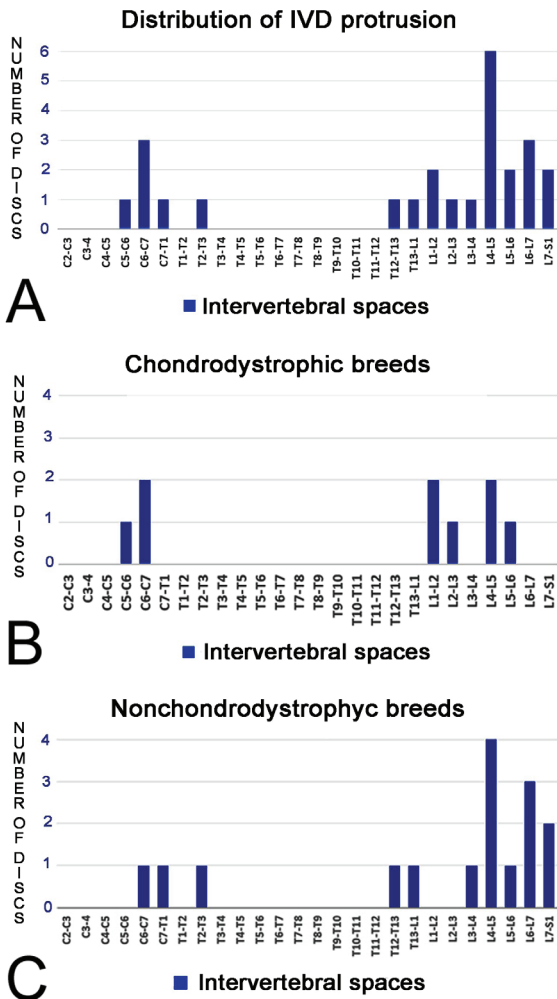 Distribution of IVD protrusion
NUMBER OF DISCS
6
5
4
3
2
1
0
C2-C3 C3-4 C4-C5 C5-C6 C6-C7 C7-T1 T1-T2 T2-T3 T3-T4 T4-T5 T5-T6 T6-T7 T7-T8 T8-T9 T9-T10 T10-T11 T11-T12 T12-T13 T13-L1 L1-L2 L2-L3 L3-L4 L4-L5 L5-L6 L6-L7 L7-S1
A
Intervertebral spaces
Chondrodystrophic breeds
NUMBER OF DISCS
4
3
2
1
0
C2-C3 C3-4 C4-C5 C5-C6 C6-C7 C7-T1 T1-T2 T2-T3 T3-T4 T4-T5 T5-T6 T6-T7 T7-T8 T8-T9 T9-T10 T10-T11 T11-T12 T12-T13 T13-L1 L1-L2 L2-L3 L3-L4 L4-L5 L5-L6 L6-L7 L7-S1
B
Intervertebral spaces
Nonchondrodystrophyc breeds
NUMBER OF DISCS
4
3
2
1
0
C2-C3 C3-4 C4-C5 C5-C6 C6-C7 C7-T1 T1-T2 T2-T3 T3-T4 T4-T5 T5-T6 T6-T7 T7-T8 T8-T9 T9-T10 T10-T11 T11-T12 T12-T13 T13-L1 L1-L2 L2-L3 L3-L4 L4-L5 L5-L6 L6-L7 L7-S1
C
Intervertebral spaces